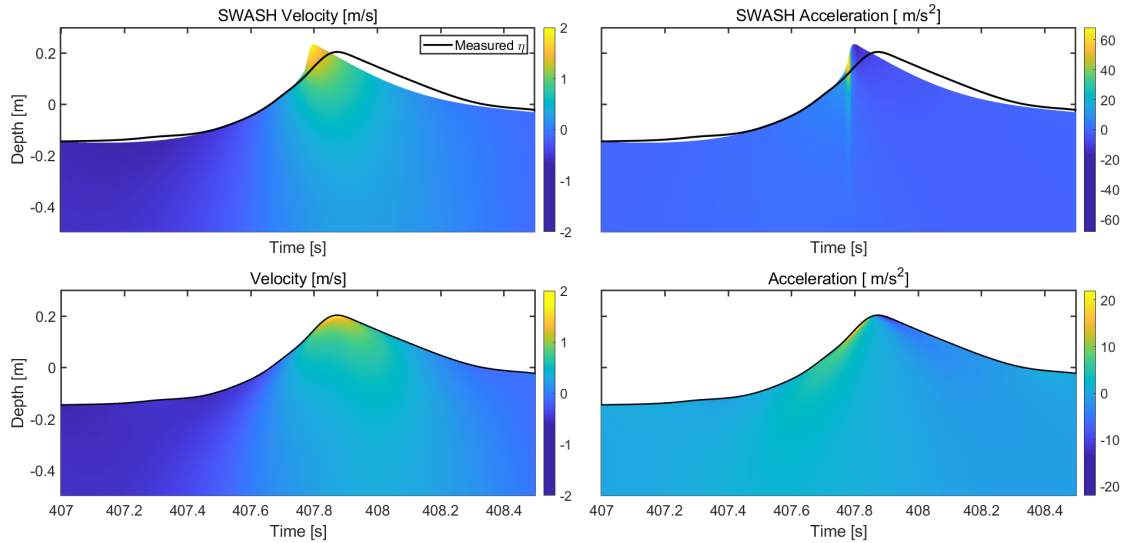 SWASH Velocity [m/s]
SWASH Acceleration [ m/s²]
Measured η
0.2
0
-0.2
-0.4
Depth [m]
Time [s]
2
1
0
-1
-2
Time [s]
60
40
20
0
-20
-40
-60
Velocity [m/s]
Acceleration [ m/s²]
0.2
0
-0.2
-0.4
Depth [m]
407 407.2 407.4 407.6 407.8 408 408.2 408.4
Time [s]
2
1
0
-1
-2
407 407.2 407.4 407.6 407.8 408 408.2 408.4
Time [s]
20
10
0
-10
-20